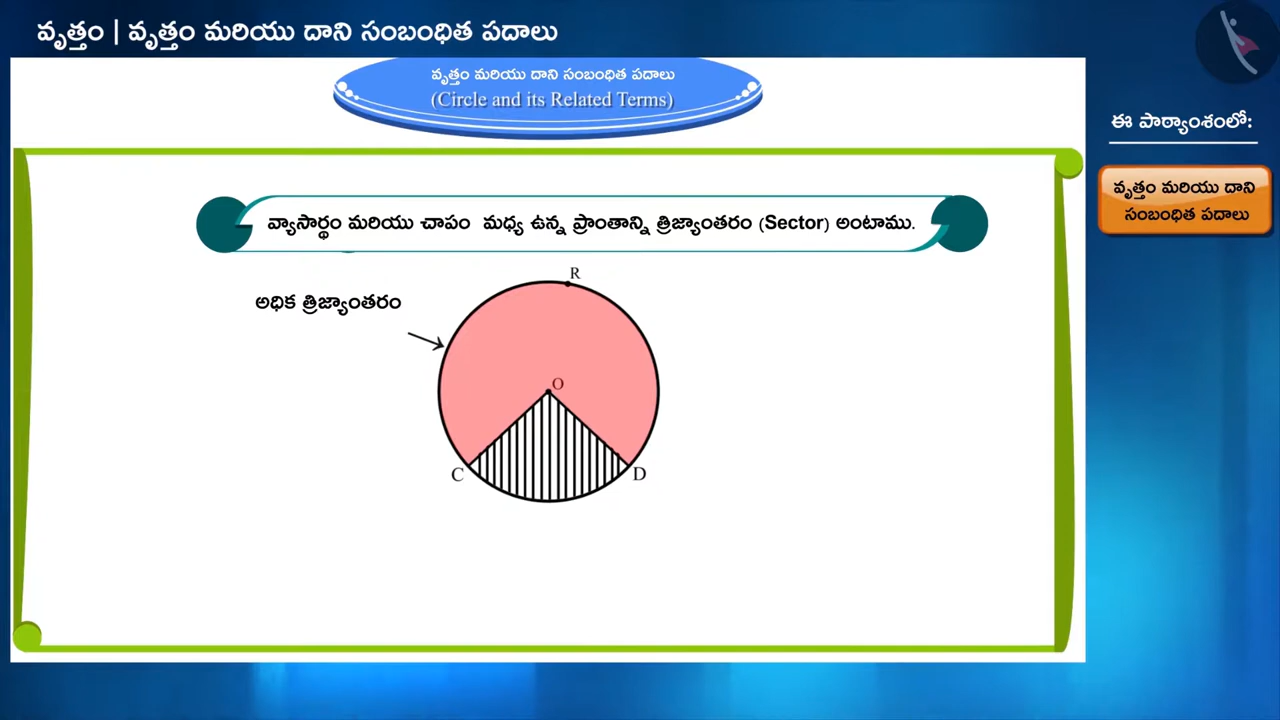 వృత్తం | వృత్తం మరియు దాని సంబంధిత పదాలు
వృత్తం మరియు దాని సంబంధిత పదాలు
(Circle and its Related Terms)
ఈ పాఠ్యాంశంలో:
వృత్తం మరియు దాని
సంబంధిత పదాలు
వ్యాసార్థం మరియు చాపం మధ్య ఉన్న ప్రాంతాన్ని త్రిజ్యాంతరం (Sector) అంటాము.
అధిక త్రిజ్యాంతరం
R
O
C
D